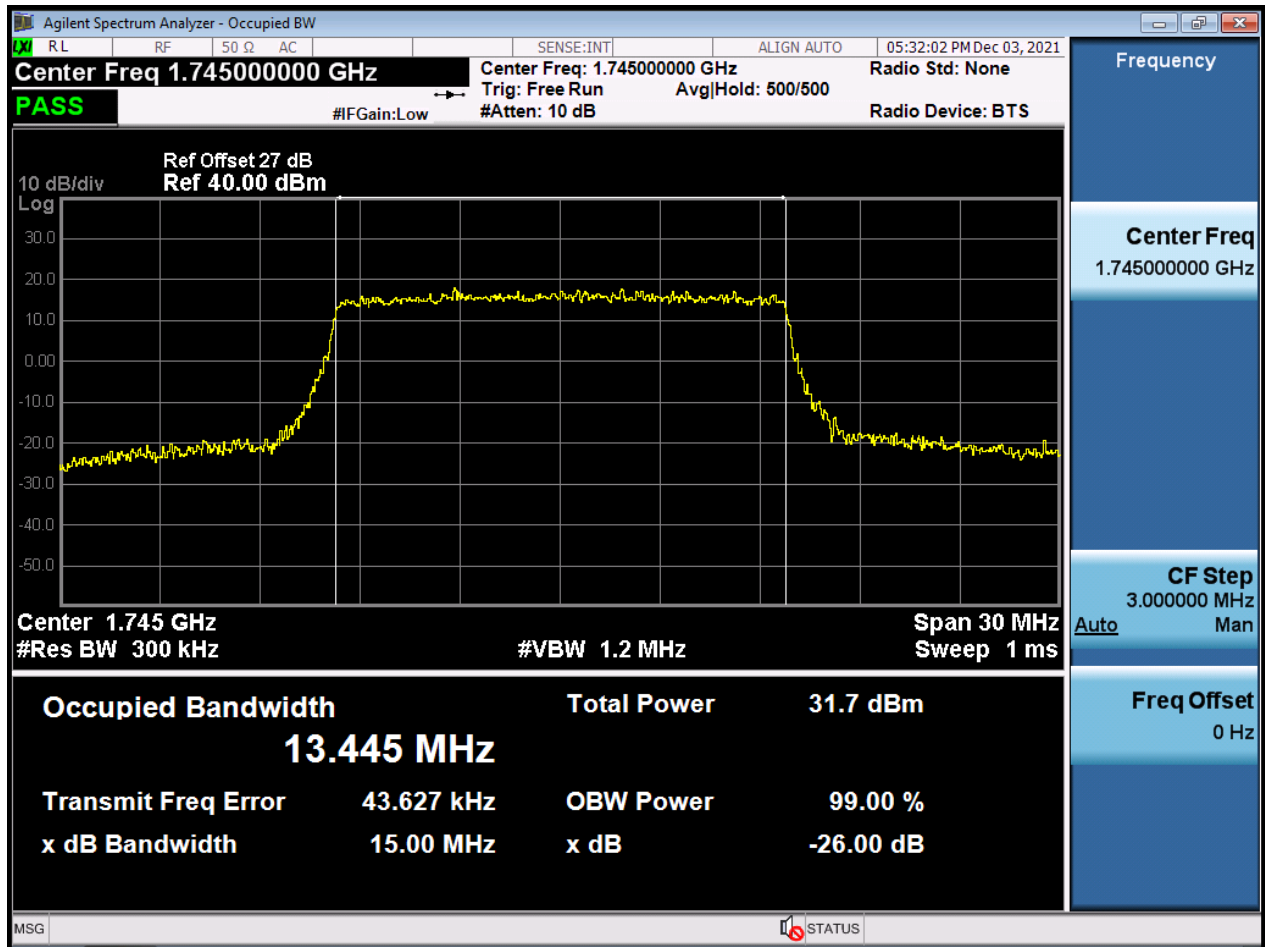 Agilent Spectrum Analyzer - Occupied BW
LXI RL RF 50 Ω AC SENSE:INT ALIGN AUTO 05:32:02 PM Dec 03, 2021
Center Freq 1.745000000 GHz
Center Freq: 1.745000000 GHz Radio Std: None
Trig: Free Run Avg|Hold: 500/500
PASS
#IFGain:Low #Atten: 10 dB Radio Device: BTS
Ref Offset 27 dB
10 dB/div Ref 40.00 dBm
Log
30.0
20.0
10.0
0.00
-10.0
-20.0
-30.0
-40.0
-50.0
Center 1.745 GHz Span 30 MHz
#Res BW 300 kHz #VBW 1.2 MHz Sweep 1 ms
Occupied Bandwidth Total Power 31.7 dBm
13.445 MHz
Transmit Freq Error 43.627 kHz OBW Power 99.00 %
x dB Bandwidth 15.00 MHz x dB -26.00 dB
Frequency
Center Freq
1.745000000 GHz
CF Step
3.000000 MHz
Auto Man
Freq Offset
0 Hz
MSG STATUS